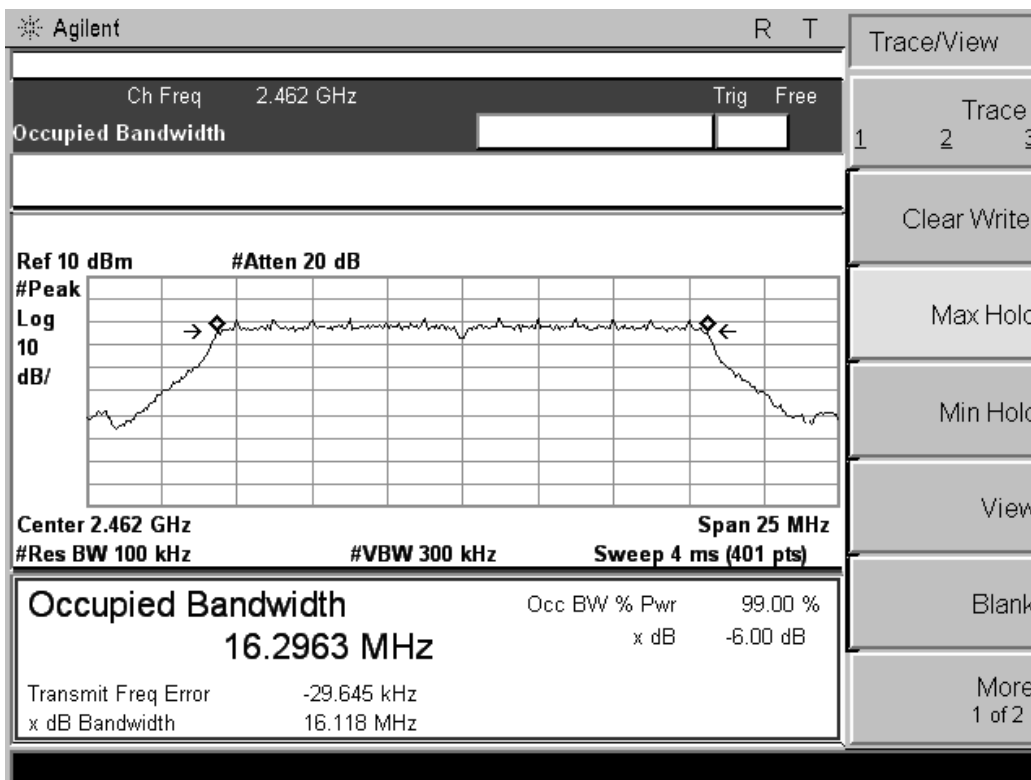 Agilent R T
Ch Freq 2.462 GHz Trig Free
Occupied Bandwidth
Ref 10 dBm #Atten 20 dB
#Peak
Log
10
dB/
Center 2.462 GHz Span 25 MHz
#Res BW 100 kHz #VBW 300 kHz Sweep 4 ms (401 pts)
Occupied Bandwidth
16.2963 MHz
Occ BW % Pwr 99.00 %
x dB -6.00 dB
Transmit Freq Error -29.645 kHz
x dB Bandwidth 16.118 MHz
Trace/View
Trace
1 2 3
Clear Write
Max Hold
Min Hold
View
Blank
More
1 of 2